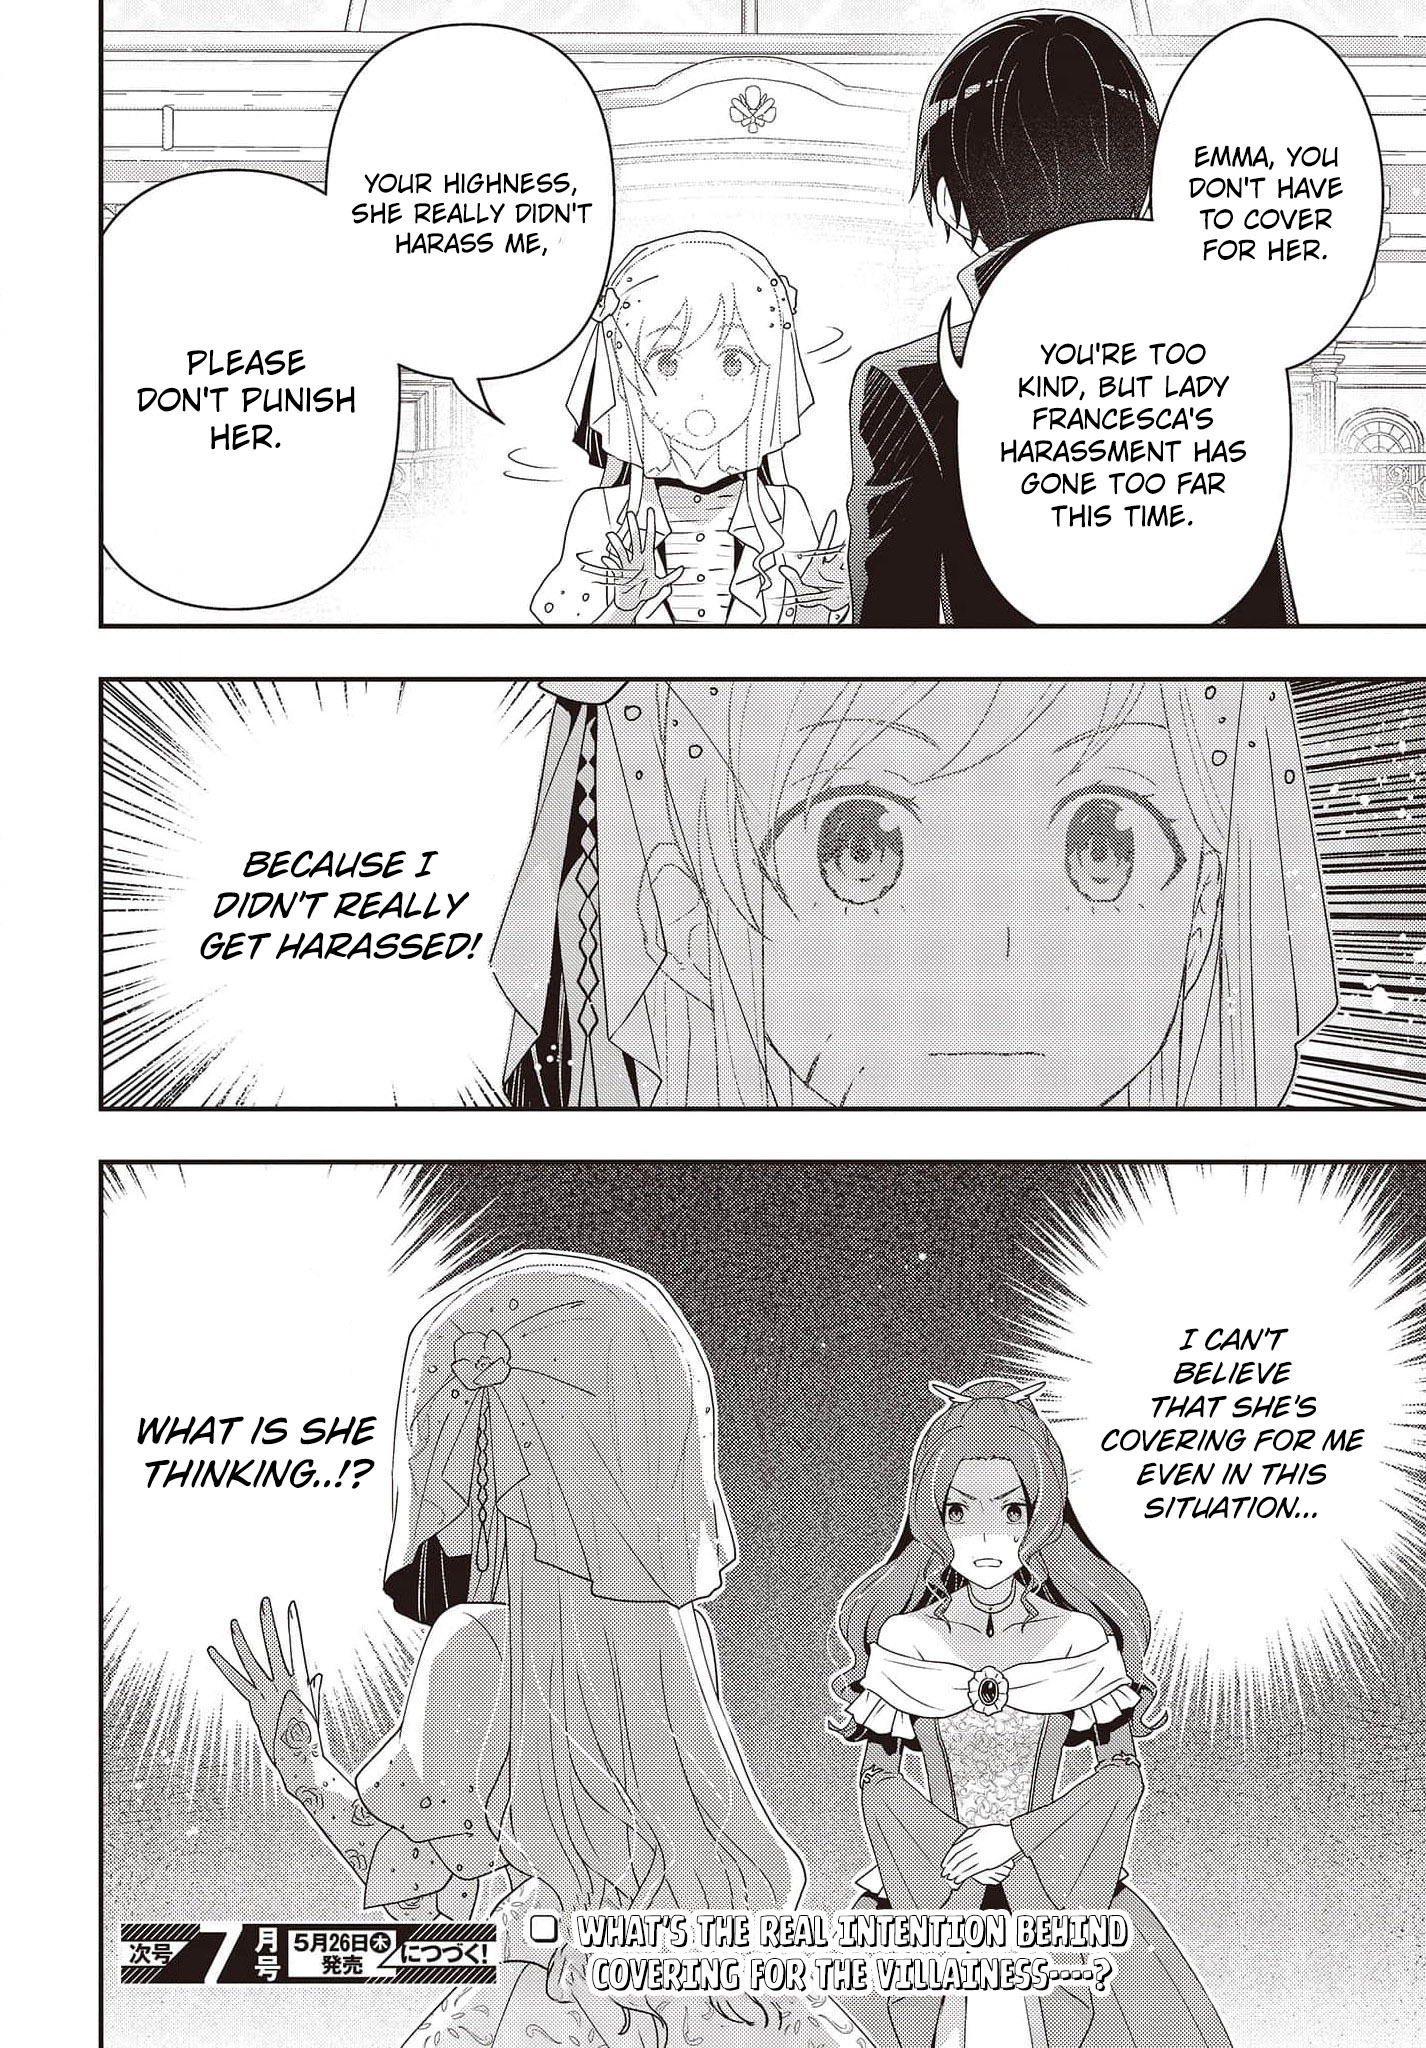 EMMA, YOU
DON'T HAVE
TO COVER
FOR HER.
YOU'RE TOO
KIND, BUT LADY
FRANCESCA'S
HARASSMENT HAS
GONE TOO FAR
THIS TIME.
YOUR HIGHNESS,
SHE REALLY DIDN'T
HARASS ME,
PLEASE
DON'T PUNISH
HER.
BECAUSE I
DIDN'T REALLY
GET HARASSED!
I CAN'T
BELIEVE
THAT SHE'S
COVERING FOR ME
EVEN IN THIS
SITUATION...
WHAT IS SHE
THINKING..!?
WHAT'S THE REAL INTENTION BEHIND
COVERING FOR THE VILLAINESS----?
次号7月号
5月26日木
発売
につづく!